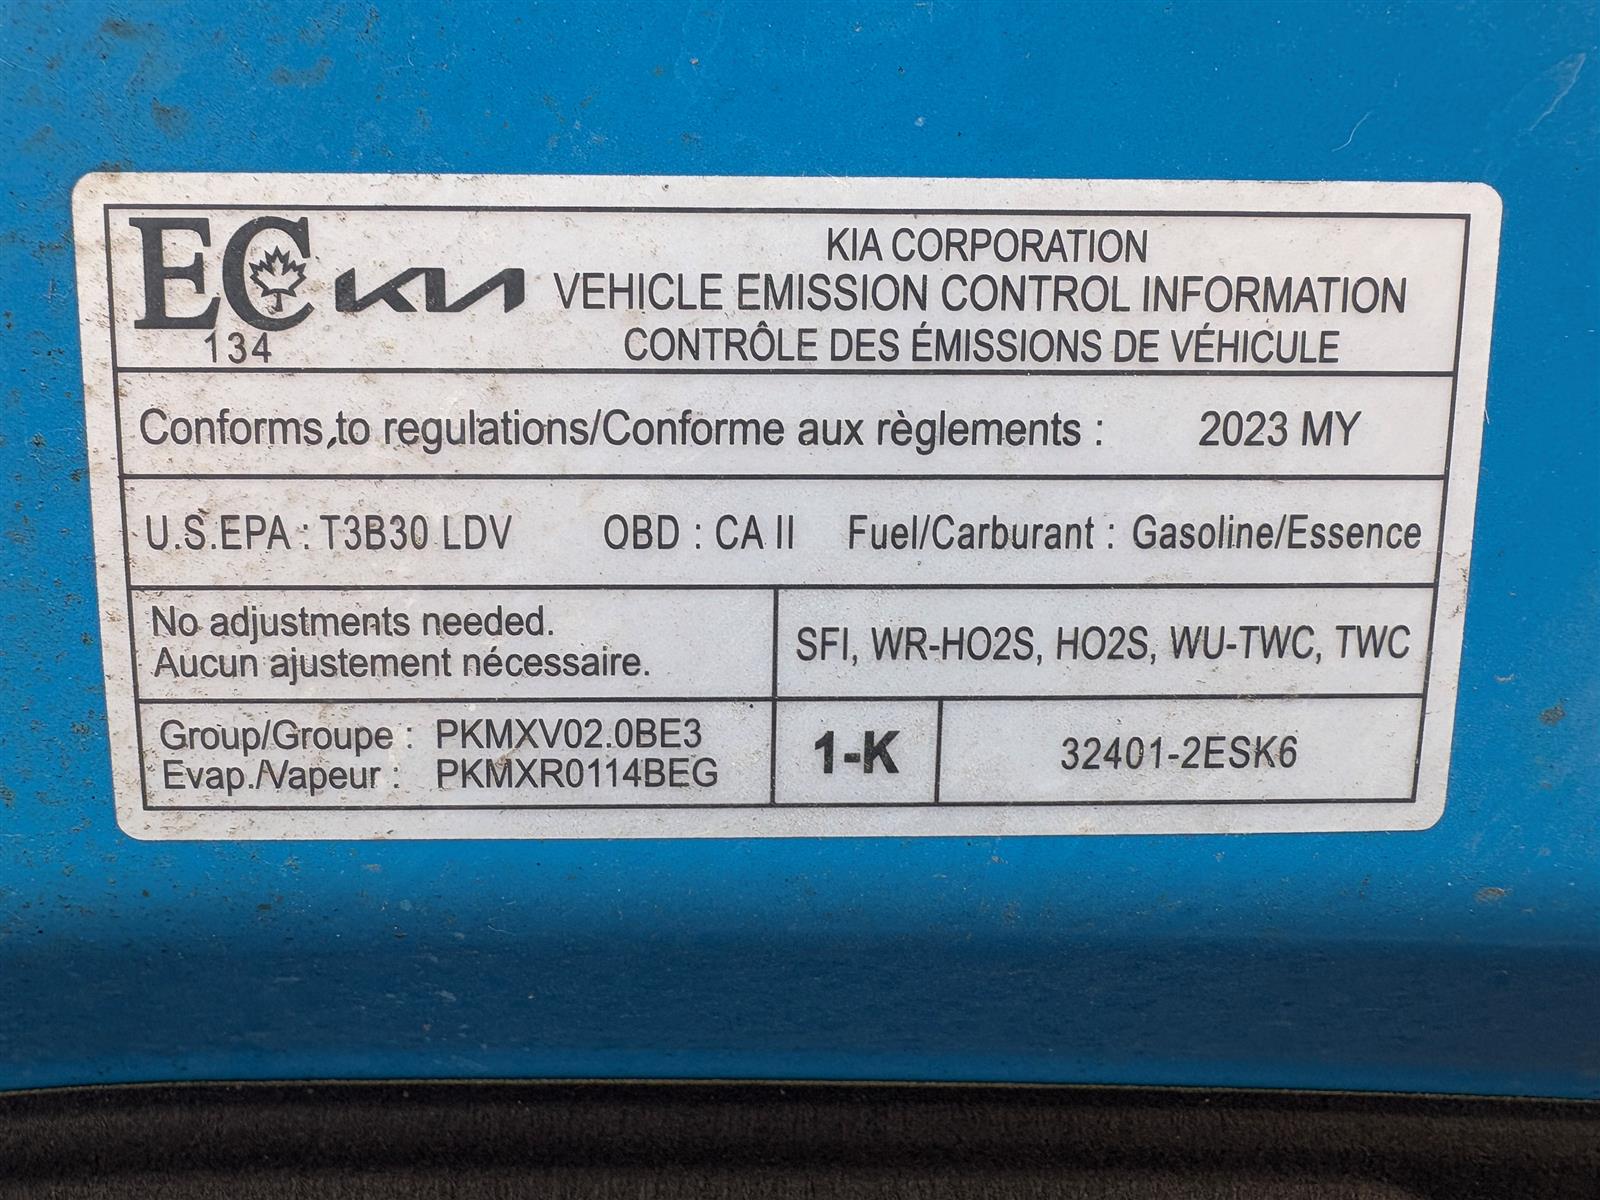 EC KIA
134
KIA CORPORATION
VEHICLE EMISSION CONTROL INFORMATION
CONTRÔLE DES ÉMISSIONS DE VÉHICULE
Conforms to regulations/Conforme aux règlements : 2023 MY
U.S.EPA : T3B30 LDV OBD : CA II Fuel/Carburant : Gasoline/Essence
No adjustments needed.
Aucun ajustement nécessaire.
SFI, WR-HO2S, HO2S, WU-TWC, TWC
Group/Groupe : PKMXV02.0BE3
Evap./Vapeur : PKMXR0114BEG
1-K
32401-2ESK6